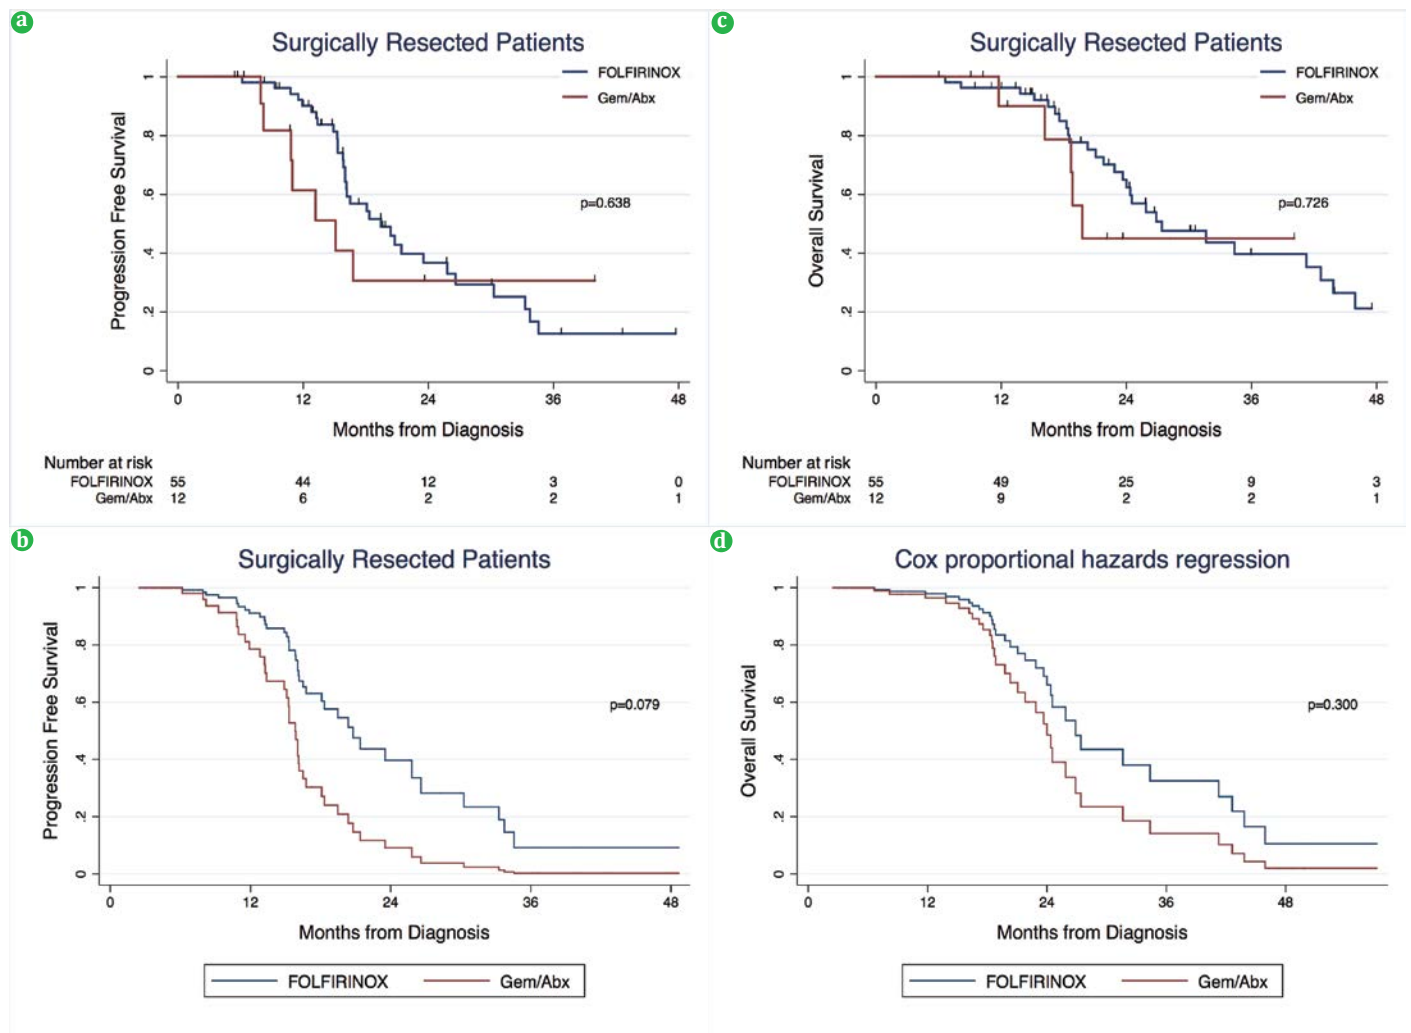 a
Surgically Resected Patients
FOLFIRINOX
Gem/Abx
1
.8
.6
.4
.2
0
Progression Free Survival
p=0.638
0 12 24 36 48
Months from Diagnosis
Number at risk
FOLFIRINOX 55 44 12 3 0
Gem/Abx 12 6 2 2 1
c
Surgically Resected Patients
FOLFIRINOX
Gem/Abx
1
.8
.6
.4
.2
0
Overall Survival
p=0.726
0 12 24 36 48
Months from Diagnosis
Number at risk
FOLFIRINOX 55 49 25 9 3
Gem/Abx 12 9 2 2 1
b
Surgically Resected Patients
1
.8
.6
.4
.2
0
Progression Free Survival
p=0.079
0 12 24 36 48
Months from Diagnosis
FOLFIRINOX Gem/Abx
d
Cox proportional hazards regression
1
.8
.6
.4
.2
0
Overall Survival
p=0.300
0 12 24 36 48
Months from Diagnosis
FOLFIRINOX Gem/Abx